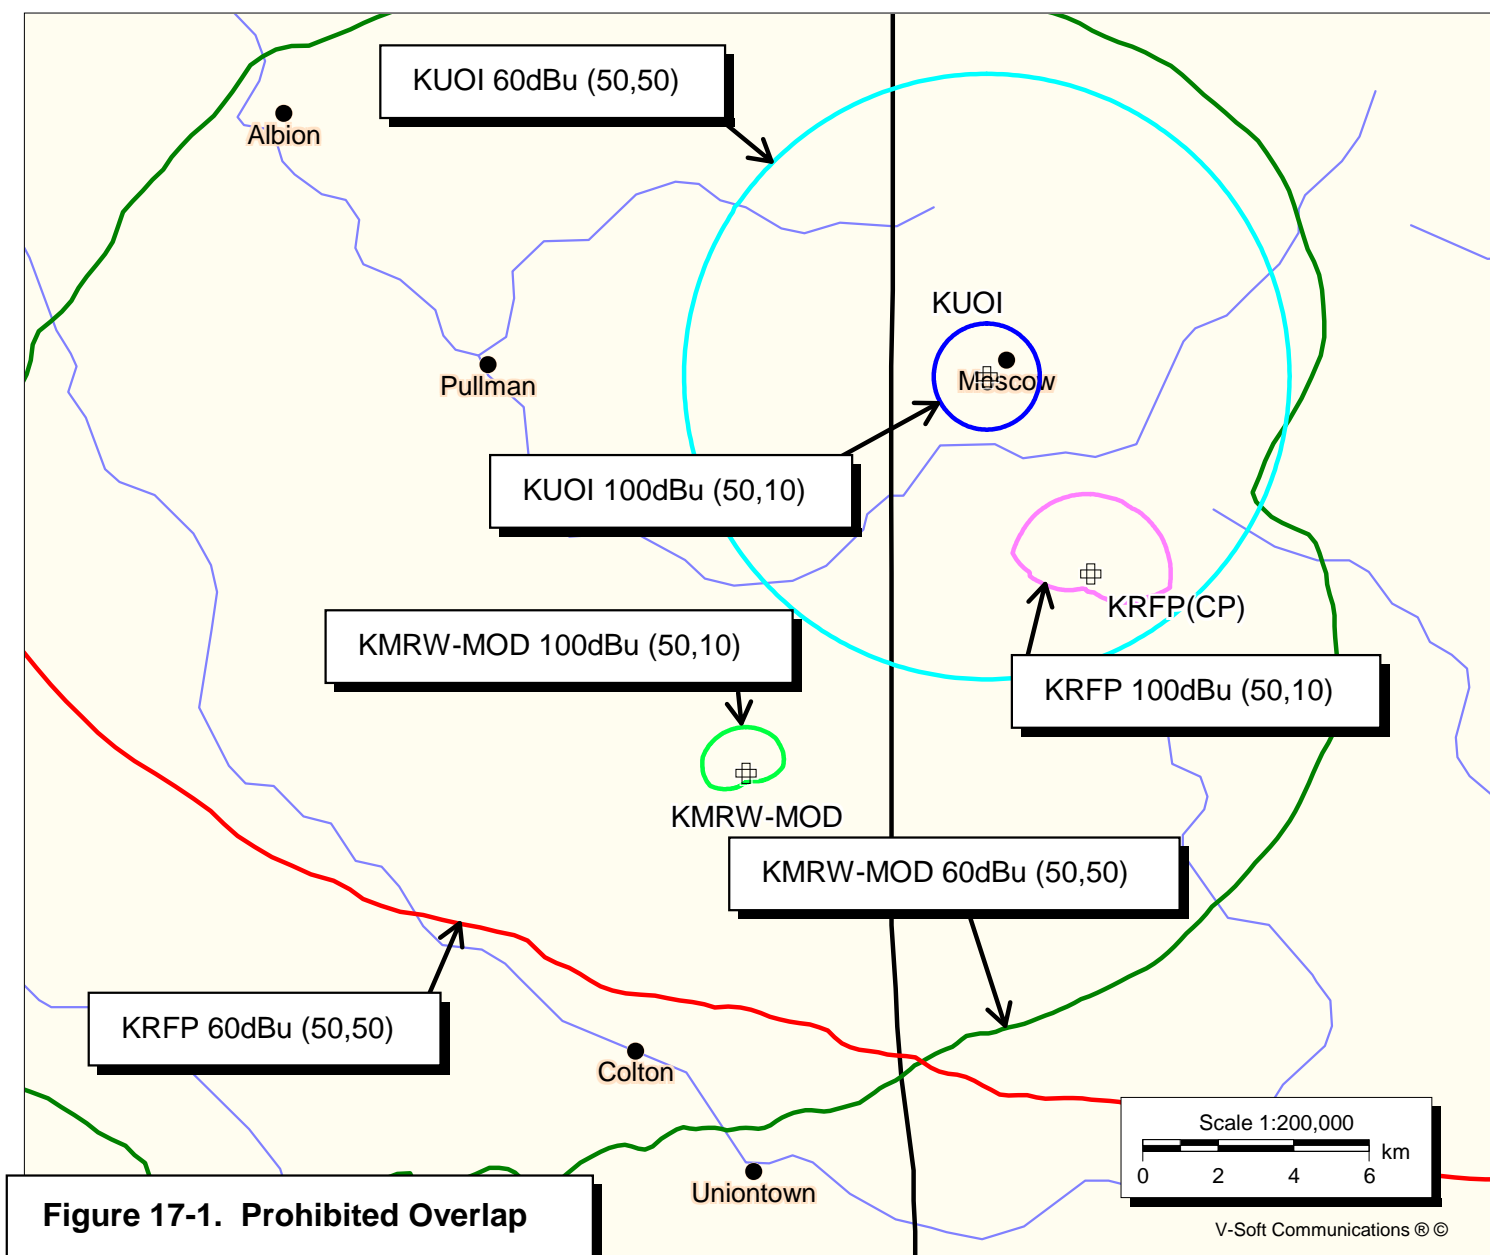 KUOI 60dBu (50,50)
Albion
KUOI
Moscow
Pullman
KUOI 100dBu (50,10)
KRFP(CP)
KMRW-MOD 100dBu (50,10)
KRFP 100dBu (50,10)
KMRW-MOD
KMRW-MOD 60dBu (50,50)
KRFP 60dBu (50,50)
Colton
Scale 1:200,000
km
0 2 4 6
Uniontown
Figure 17-1. Prohibited Overlap
V-Soft Communications ® ©